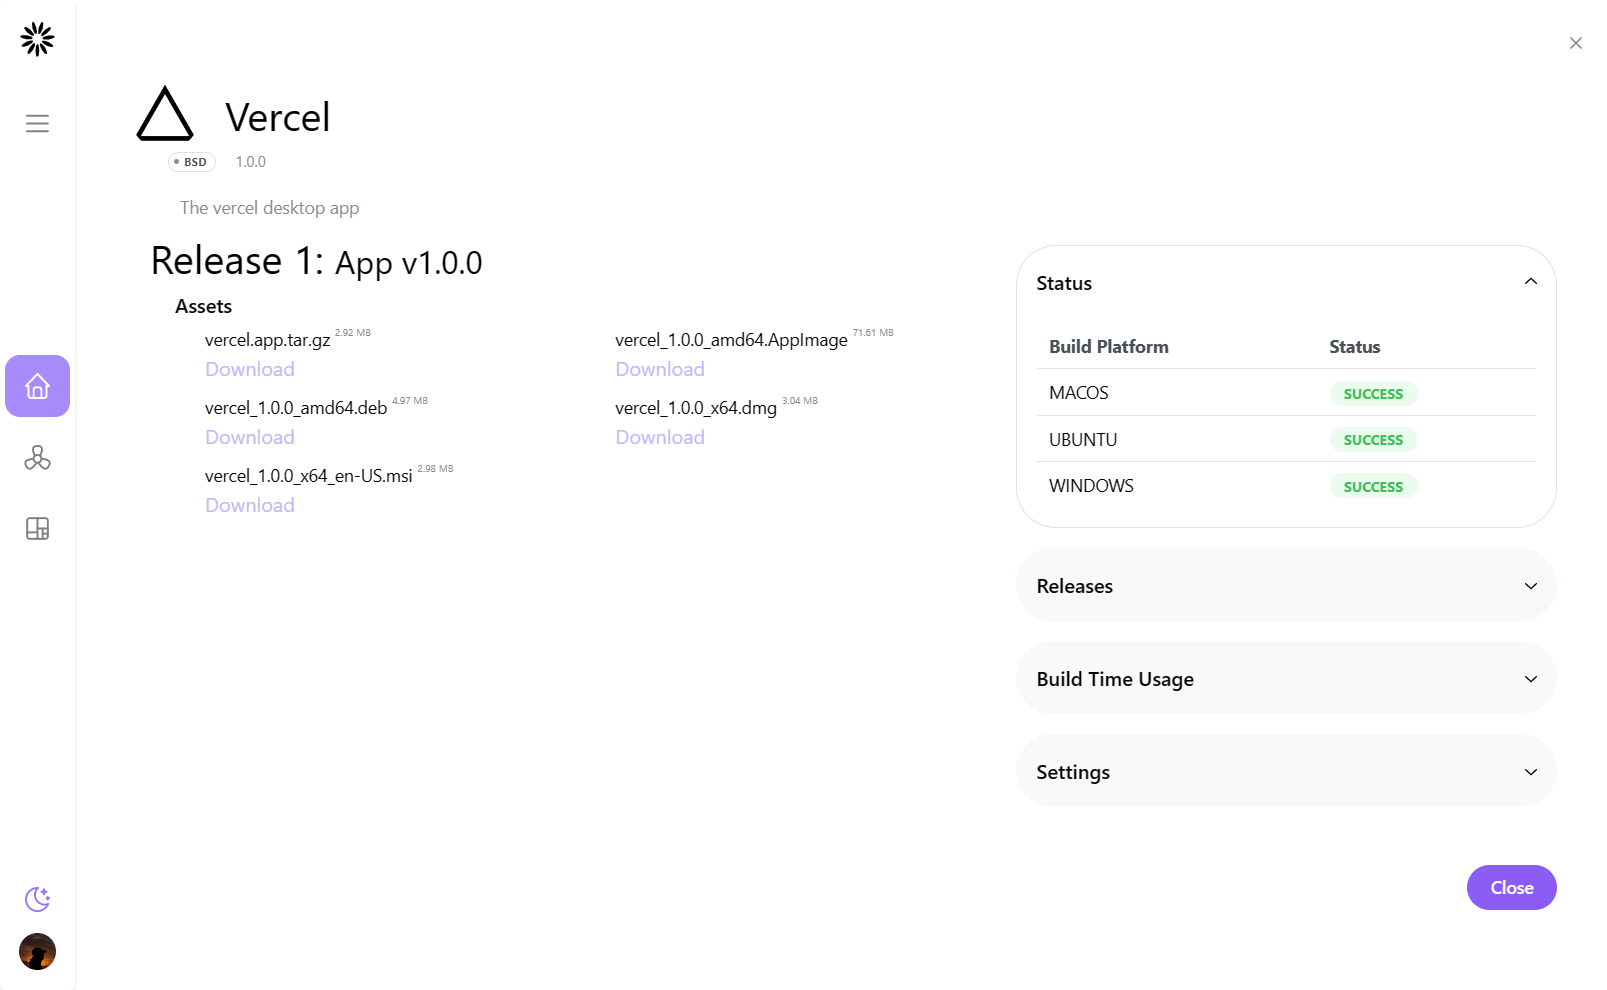 Vercel
BSD 1.0.0
The vercel desktop app
Release 1: App v1.0.0
Assets
vercel.app.tar.gz 2.92 MB
Download
vercel_1.0.0_amd64.AppImage 71.61 MB
Download
vercel_1.0.0_amd64.deb 4.97 MB
Download
vercel_1.0.0_x64.dmg 3.04 MB
Download
vercel_1.0.0_x64_en-US.msi 2.98 MB
Download
Status
Build Platform Status
MACOS SUCCESS
UBUNTU SUCCESS
WINDOWS SUCCESS
Releases
Build Time Usage
Settings
Close